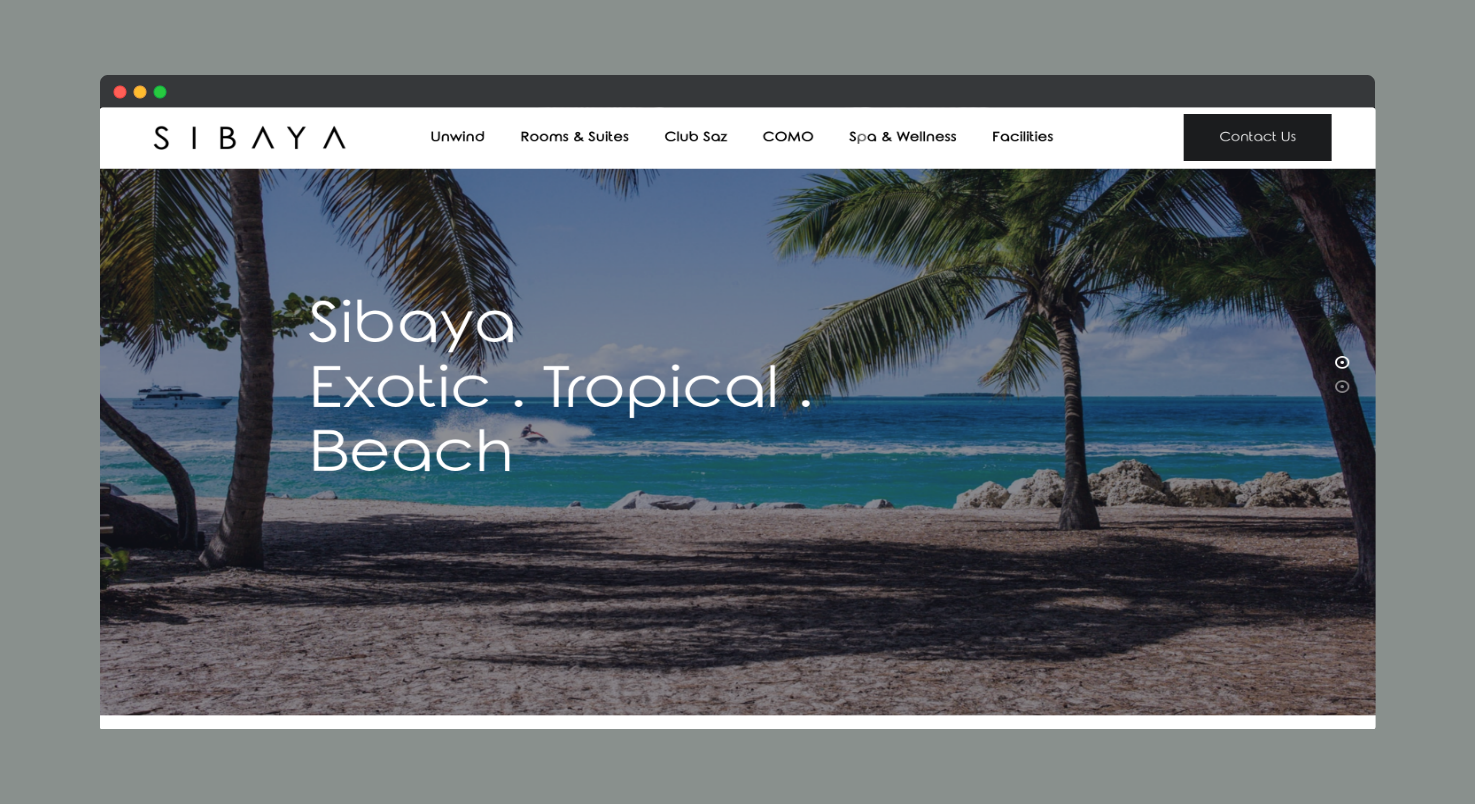 SIBAYA
Unwind
Rooms & Suites
Club Saz
COMO
Spa & Wellness
Facilities
Contact Us
Sibaya
Exotic . Tropical .
Beach